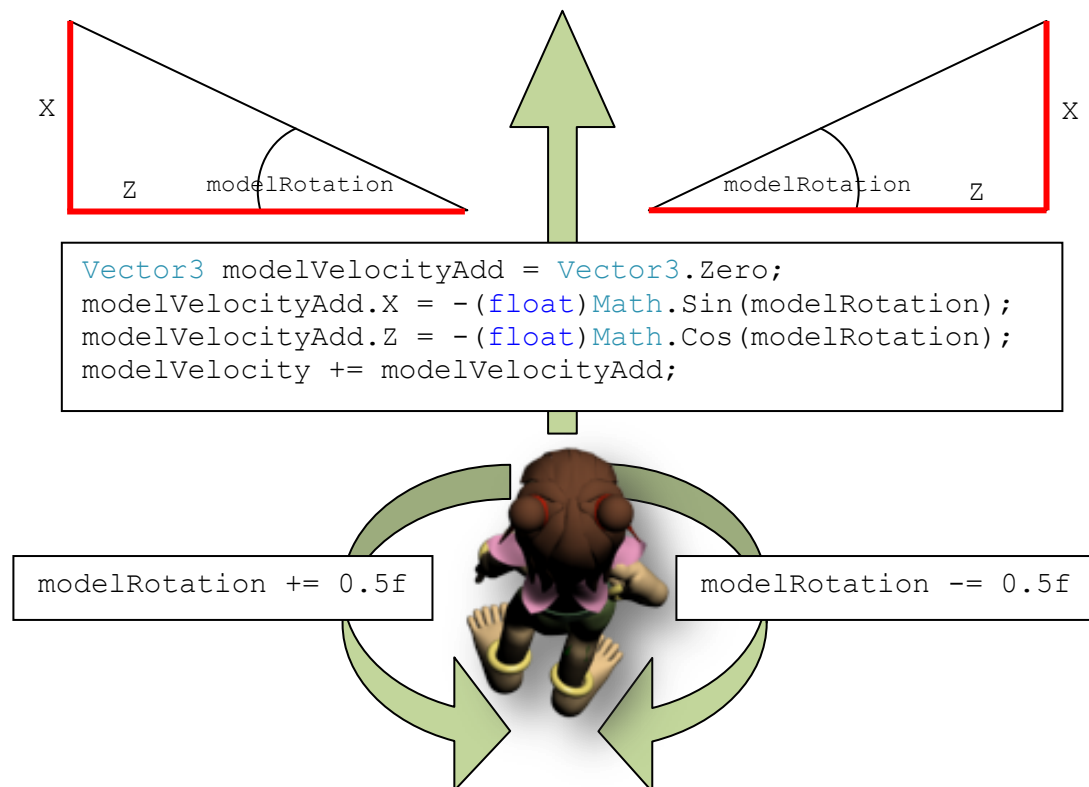 X
Z
modelRotation
X
Z
modelRotation
Vector3 modelVelocityAdd = Vector3.Zero;
modelVelocityAdd.X = -(float)Math.Sin(modelRotation);
modelVelocityAdd.Z = -(float)Math.Cos(modelRotation);
modelVelocity += modelVelocityAdd;
modelRotation += 0.5f
modelRotation -= 0.5f